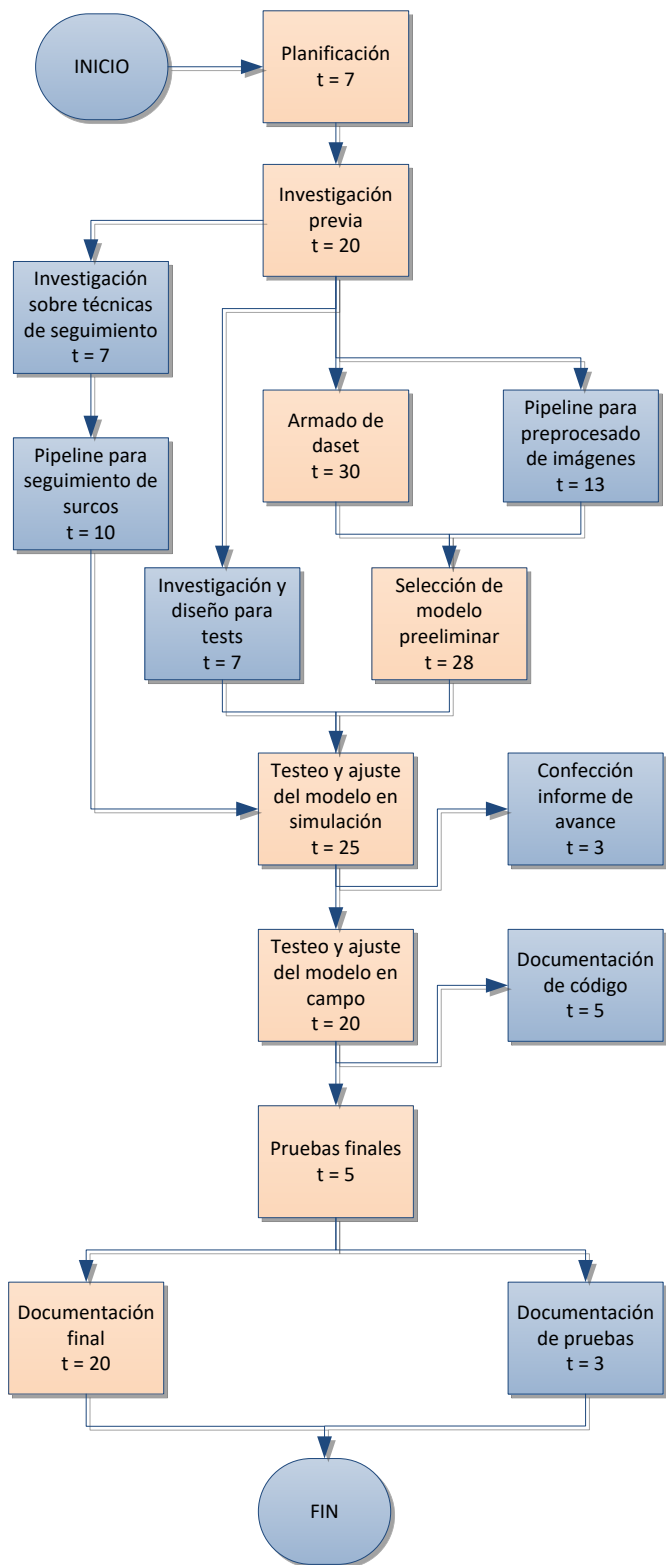 INICIO
Planificación
t = 7
Investigación
previa
t = 20
Investigación
sobre técnicas
de seguimiento
t = 7
Armado de
daset
t = 30
Pipeline para
preprocesado
de imágenes
t = 13
Pipeline para
seguimiento de
surcos
t = 10
Investigación y
diseño para
tests
t = 7
Selección de
modelo
preeliminar
t = 28
Testeo y ajuste
del modelo en
simulación
t = 25
Confección
informe de
avance
t = 3
Testeo y ajuste
del modelo en
campo
t = 20
Documentación
de código
t = 5
Pruebas finales
t = 5
Documentación
final
t = 20
Documentación
de pruebas
t = 3
FIN